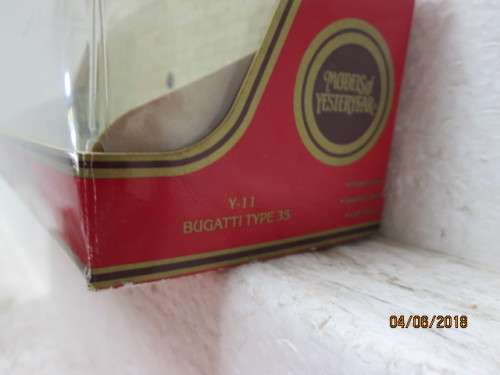 MODELS of
YESTERYEAR
Y-11
BUGATTI TYPE 35
04/06/2018